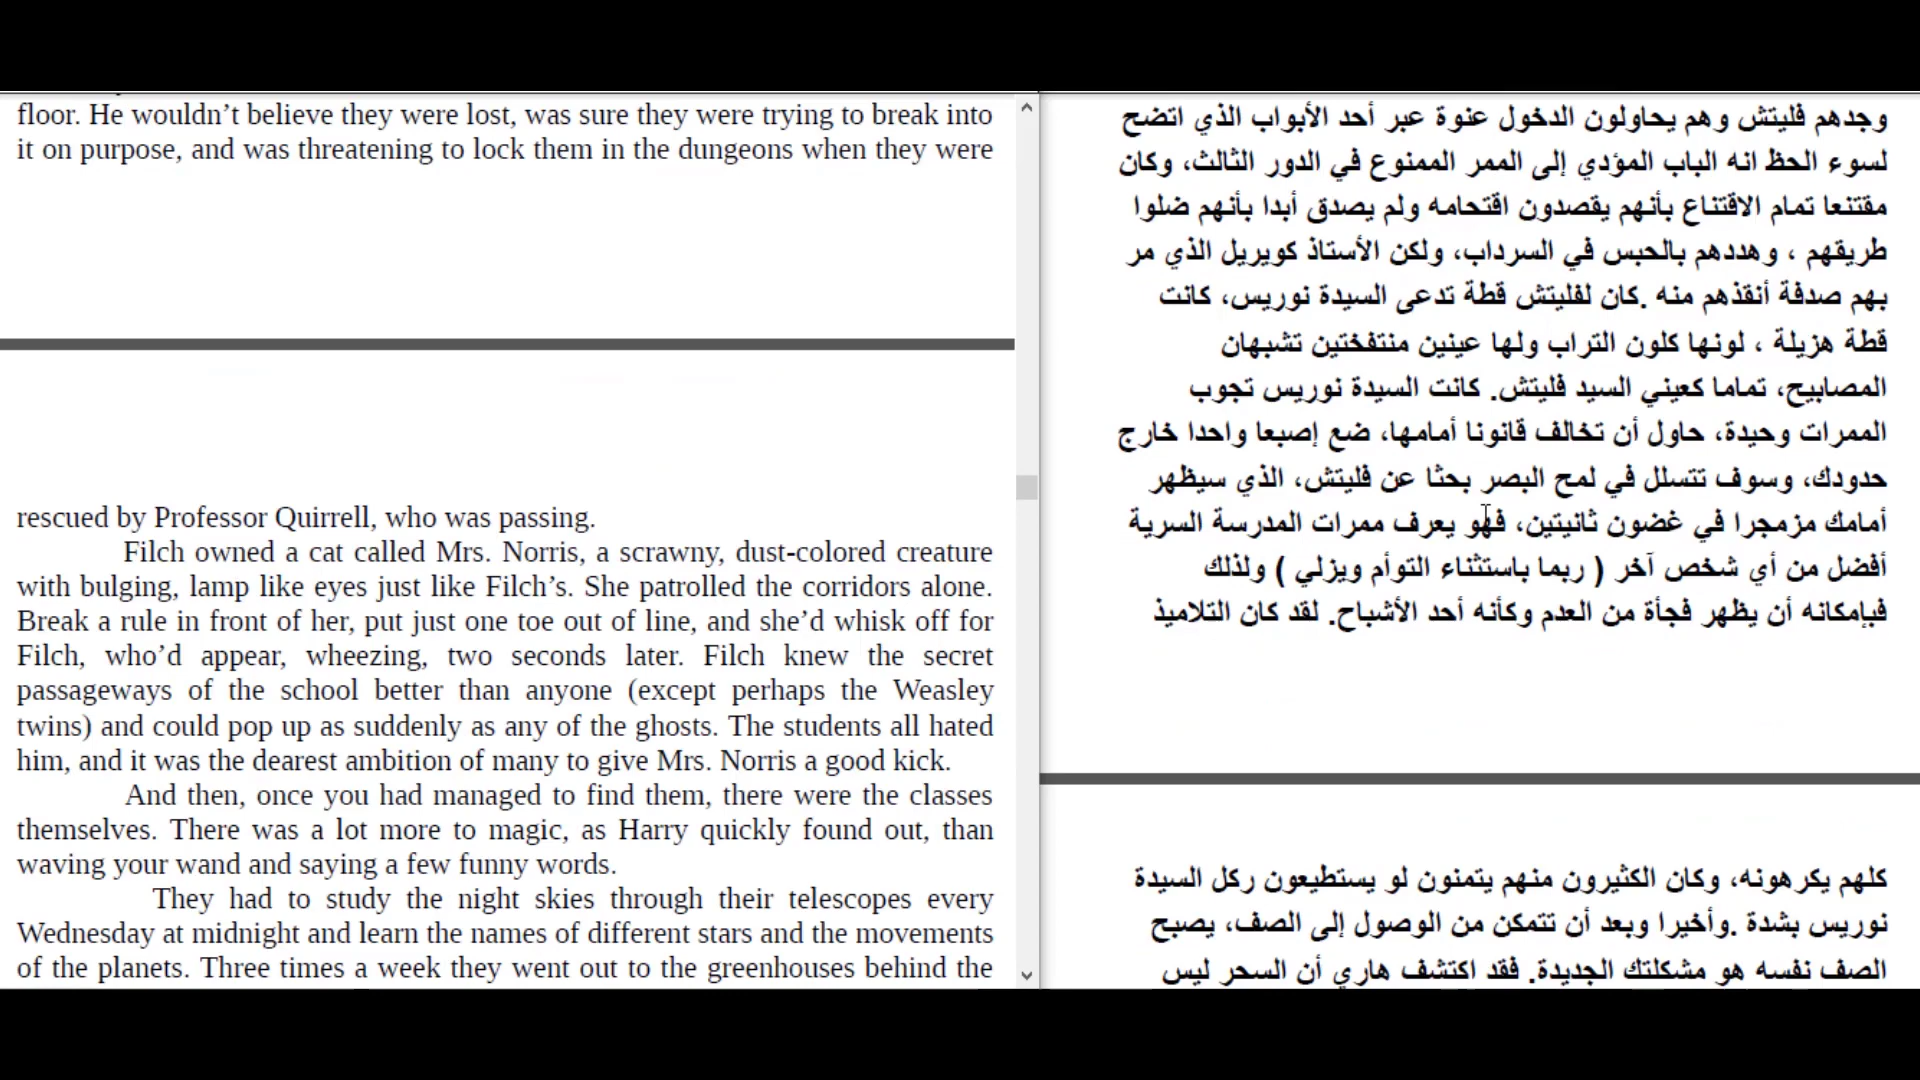 floor. He wouldn’t believe they were lost, was sure they were trying to break into
it on purpose, and was threatening to lock them in the dungeons when they were
rescued by Professor Quirrell, who was passing.
Filch owned a cat called Mrs. Norris, a scrawny, dust-colored creature
with bulging, lamp like eyes just like Filch’s. She patrolled the corridors alone.
Break a rule in front of her, put just one toe out of line, and she’d whisk off for
Filch, who’d appear, wheezing, two seconds later. Filch knew the secret
passageways of the school better than anyone (except perhaps the Weasley
twins) and could pop up as suddenly as any of the ghosts. The students all hated
him, and it was the dearest ambition of many to give Mrs. Norris a good kick.
And then, once you had managed to find them, there were the classes
themselves. There was a lot more to magic, as Harry quickly found out, than
waving your wand and saying a few funny words.
They had to study the night skies through their telescopes every
Wednesday at midnight and learn the names of different stars and the movements
of the planets. Three times a week they went out to the greenhouses behind the
وجدهم فليتش وهم يحاولون الدخول عنوة عبر أحد الأبواب الذي اتضح
لسوء الحظ انه الباب المؤدي إلى الممر الممنوع في الدور الثالث، وكان
مقتنعا تمام الاقتناع بأنهم يقصدون اقتحامه ولم يصدق أبدا بأنهم ضلوا
طريقهم ، وهددهم بالحبس في السرداب، ولكن الأستاذ كويريل الذي مر
بهم صدفة أنقذهم منه .كان لفليتش قطة تدعى السيدة نوريس، كانت
قطة هزيلة ، لونها كلون التراب ولها عينين منتفختين تشبهان
المصابيح، تماما كعيني السيد فليتش. كانت السيدة نوريس تجوب
الممرات وحيدة، حاول أن تخالف قانونا أمامها، ضع إصبعا واحدا خارج
حدودك، وسوف تتسلل في لمح البصر بحثا عن فليتش، الذي سيظهر
أمامك مزمجرا في غضون ثانيتين، فهو يعرف ممرات المدرسة السرية
أفضل من أي شخص آخر ( ربما باستثناء التوأم ويزلي ) ولذلك
فبإمكانه أن يظهر فجأة من العدم وكأنه أحد الأشباح. لقد كان التلاميذ
كلهم يكرهونه، وكان الكثيرون منهم يتمنون لو يستطيعون ركل السيدة
نوريس بشدة .وأخيرا وبعد أن تتمكن من الوصول إلى الصف، يصبح
الصف نفسه هو مشكلتك الجديدة. فقد اكتشف هاري أن السحر ليس